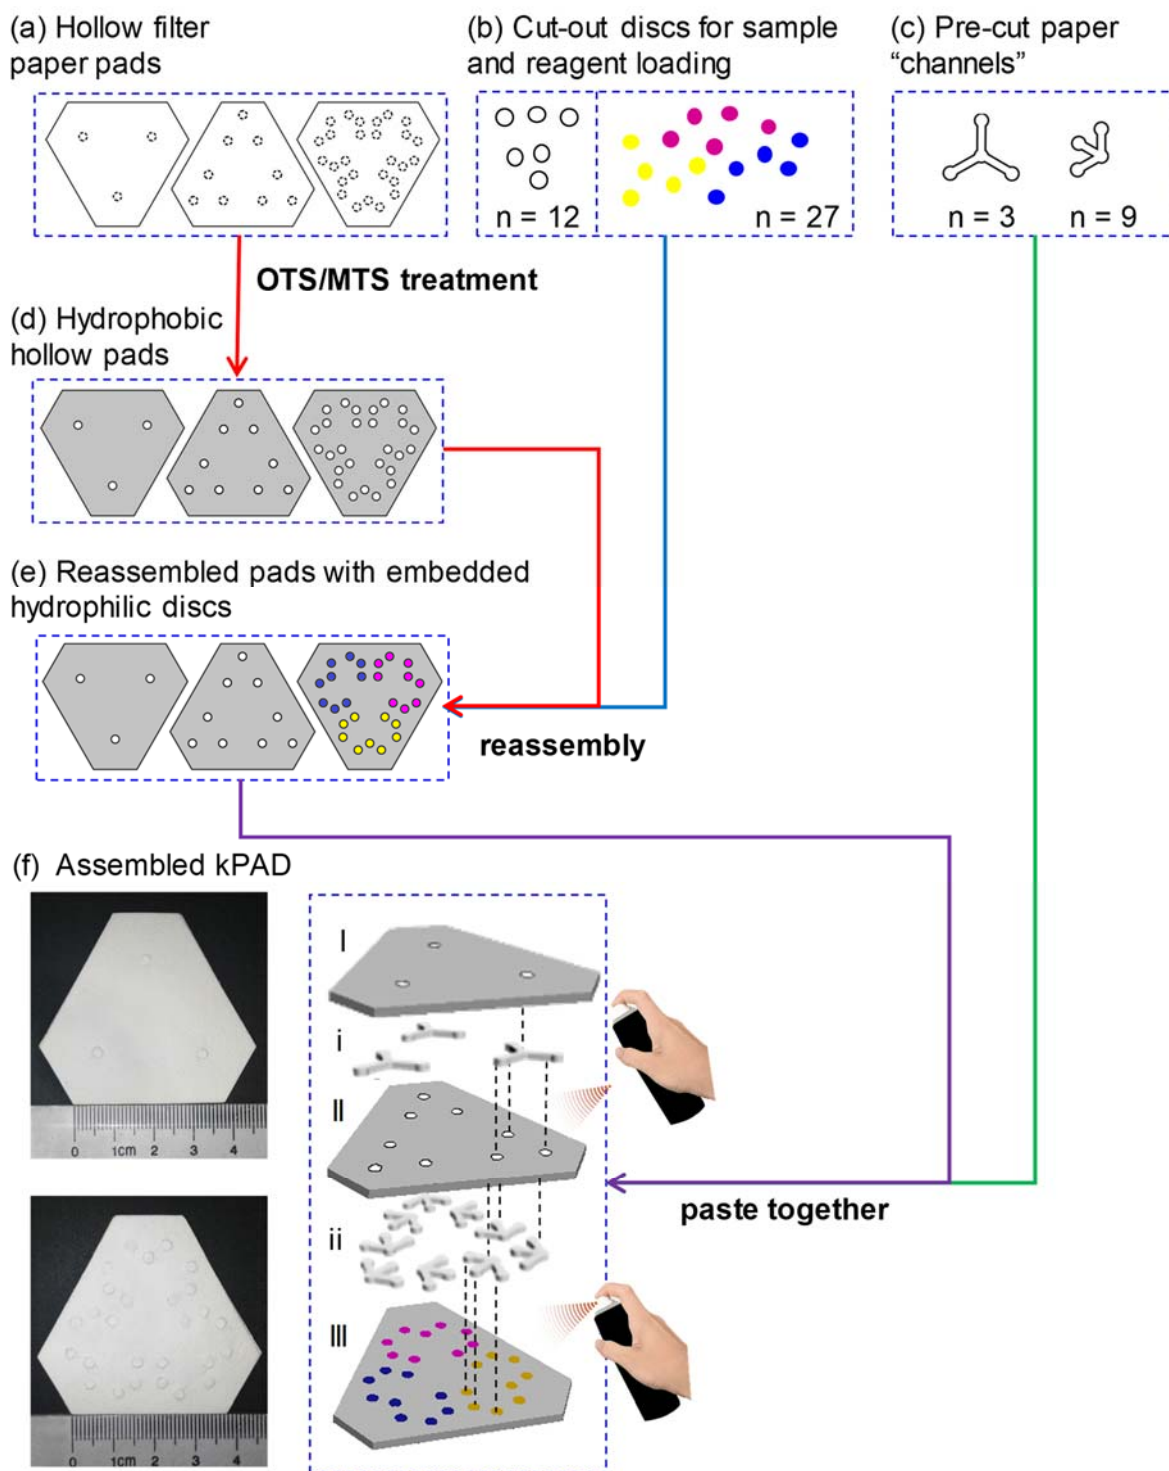 (a) Hollow filter
paper pads
(b) Cut-out discs for sample
and reagent loading
(c) Pre-cut paper
“channels”
n = 12
n = 27
n = 3
n = 9
OTS/MTS treatment
(d) Hydrophobic
hollow pads
(e) Reassembled pads with embedded
hydrophilic discs
reassembly
(f) Assembled kPAD
0 1cm 2 3 4
0 1cm 2 3 4
I
i
II
ii
III
paste together